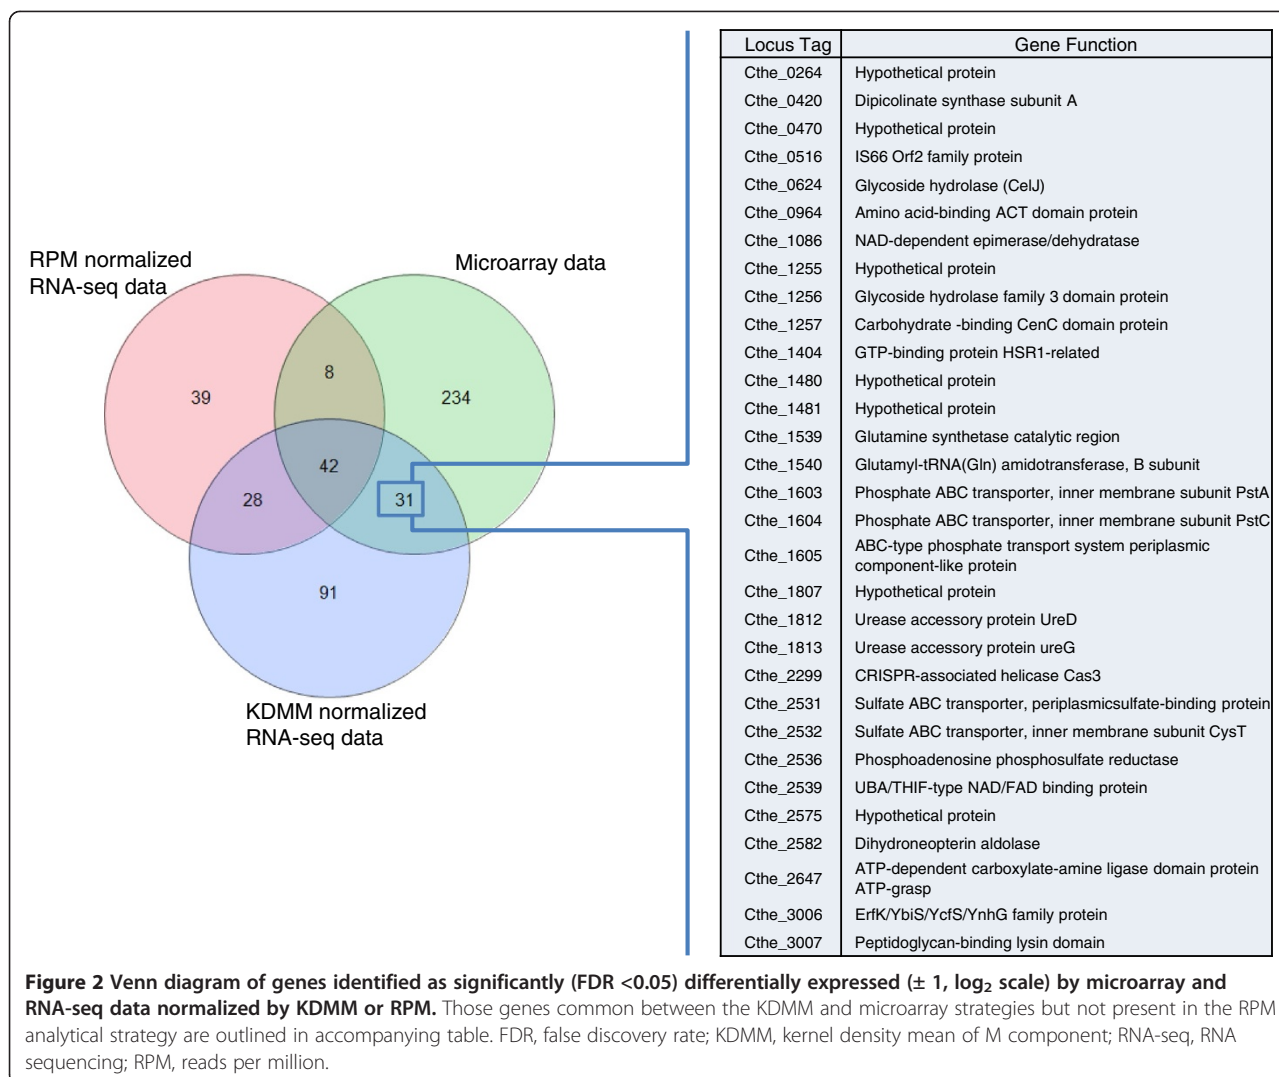 RPM normalized
RNA-seq data
Microarray data
39
8
234
42
28
31
91
KDMM normalized
RNA-seq data
Locus Tag Gene Function
Cthe_0264 Hypothetical protein
Cthe_0420 Dipicolinate synthase subunit A
Cthe_0470 Hypothetical protein
Cthe_0516 IS66 Orf2 family protein
Cthe_0624 Glycoside hydrolase (CelJ)
Cthe_0964 Amino acid-binding ACT domain protein
Cthe_1086 NAD-dependent epimerase/dehydratase
Cthe_1255 Hypothetical protein
Cthe_1256 Glycoside hydrolase family 3 domain protein
Cthe_1257 Carbohydrate -binding CenC domain protein
Cthe_1404 GTP-binding protein HSR1-related
Cthe_1480 Hypothetical protein
Cthe_1481 Hypothetical protein
Cthe_1539 Glutamine synthetase catalytic region
Cthe_1540 Glutamyl-tRNA(Gln) amidotransferase, B subunit
Cthe_1603 Phosphate ABC transporter, inner membrane subunit PstA
Cthe_1604 Phosphate ABC transporter, inner membrane subunit PstC
Cthe_1605 ABC-type phosphate transport system periplasmic
component-like protein
Cthe_1807 Hypothetical protein
Cthe_1812 Urease accessory protein UreD
Cthe_1813 Urease accessory protein ureG
Cthe_2299 CRISPR-associated helicase Cas3
Cthe_2531 Sulfate ABC transporter, periplasmicsulfate-binding protein
Cthe_2532 Sulfate ABC transporter, inner membrane subunit CysT
Cthe_2536 Phosphoadenosine phosphosulfate reductase
Cthe_2539 UBA/THIF-type NAD/FAD binding protein
Cthe_2575 Hypothetical protein
Cthe_2582 Dihydroneopterin aldolase
Cthe_2647 ATP-dependent carboxylate-amine ligase domain protein
ATP-grasp
Cthe_3006 ErfK/YbiS/YcfS/YnhG family protein
Cthe_3007 Peptidoglycan-binding lysin domain
Figure 2 Venn diagram of genes identified as significantly (FDR <0.05) differentially expressed (± 1, log₂ scale) by microarray and
RNA-seq data normalized by KDMM or RPM. Those genes common between the KDMM and microarray strategies but not present in the RPM
analytical strategy are outlined in accompanying table. FDR, false discovery rate; KDMM, kernel density mean of M component; RNA-seq, RNA
sequencing; RPM, reads per million.